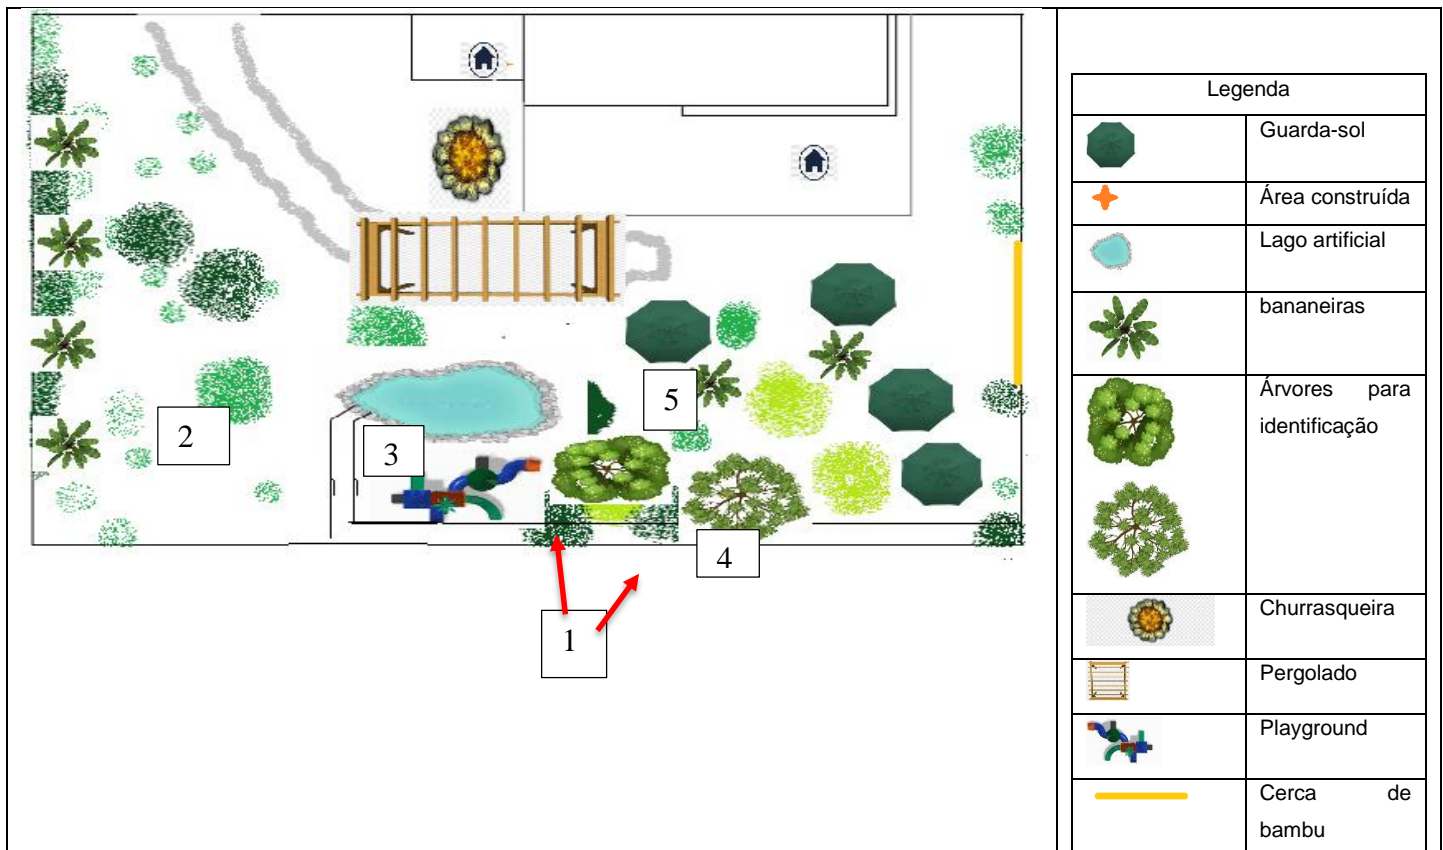 2
3
5
4
1
Legenda
Guarda-sol
Área construída
Lago artificial
bananeiras
Árvores para
identificação
Churrasqueira
Pergolado
Playground
Cerca de
bambu